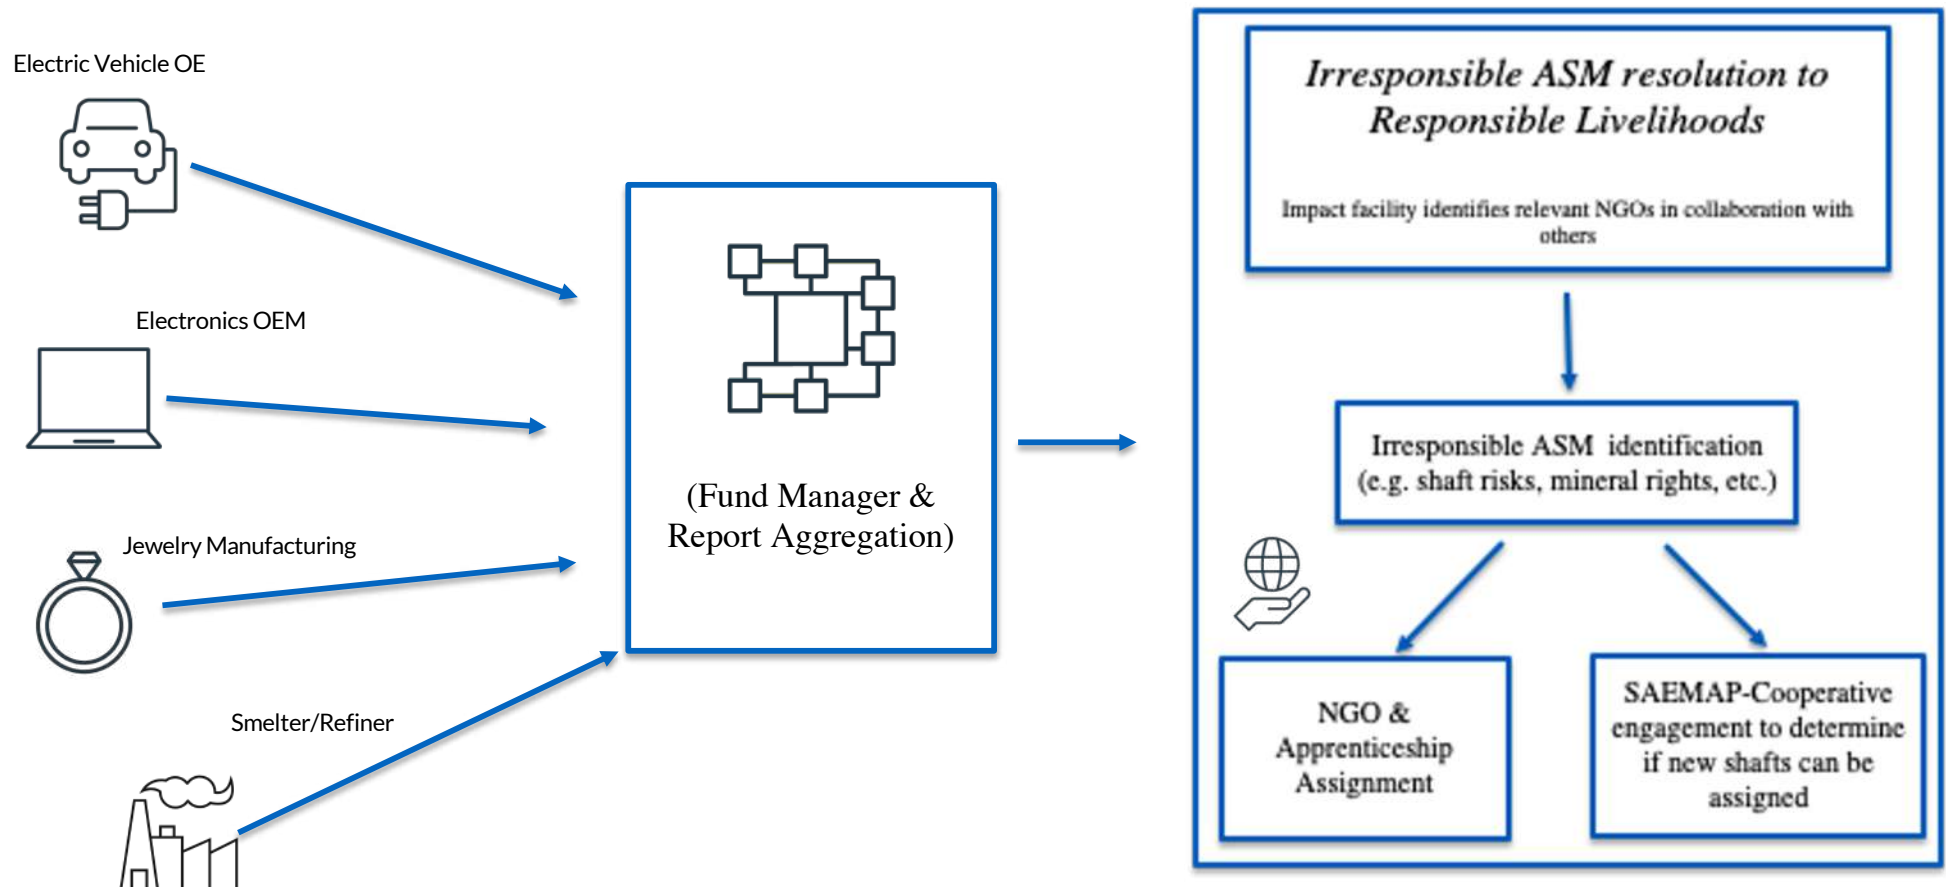 Electric Vehicle OE
Electronics OEM
Jewelry Manufacturing
Smelter/Refiner
(Fund Manager &
Report Aggregation)
Irresponsible ASM resolution to
Responsible Livelihoods
Impact facility identifies relevant NGOs in collaboration with
others
Irresponsible ASM identification
(e.g. shaft risks, mineral rights, etc.)
NGO &
Apprenticeship
Assignment
SAEMAP-Cooperative
engagement to determine
if new shafts can be
assigned